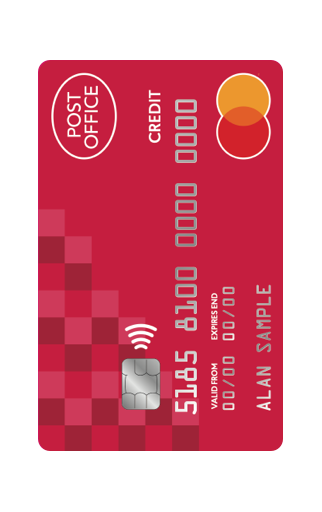 POST
OFFICE
CREDIT
5185 8100 0000 0000
VALID FROM 00/00 EXPIRES END 00/00
ALAN SAMPLE